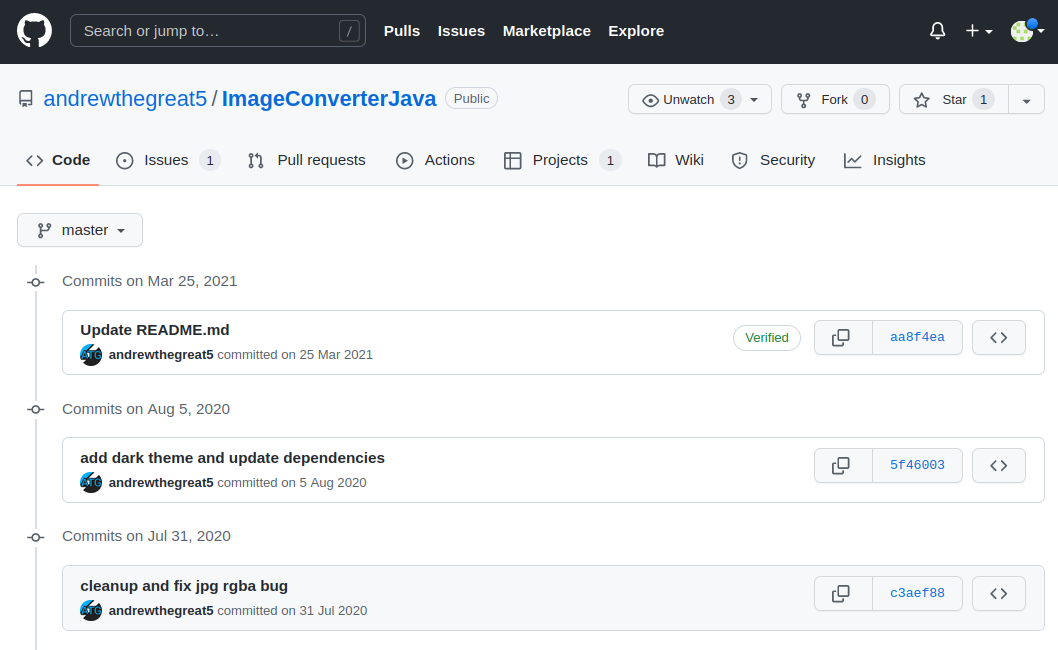 Search or jump to… /
Pulls Issues Marketplace Explore
andrewthegreat5 / ImageConverterJava Public
Unwatch 3 Fork 0 Star 1
Code Issues 1 Pull requests Actions Projects 1 Wiki Security Insights
master
Commits on Mar 25, 2021
Update README.md
ATG andrewthegreat5 committed on 25 Mar 2021
Verified aa8f4ea
Commits on Aug 5, 2020
add dark theme and update dependencies
ATG andrewthegreat5 committed on 5 Aug 2020
5f46003
Commits on Jul 31, 2020
cleanup and fix jpg rgba bug
ATG andrewthegreat5 committed on 31 Jul 2020
c3aef88